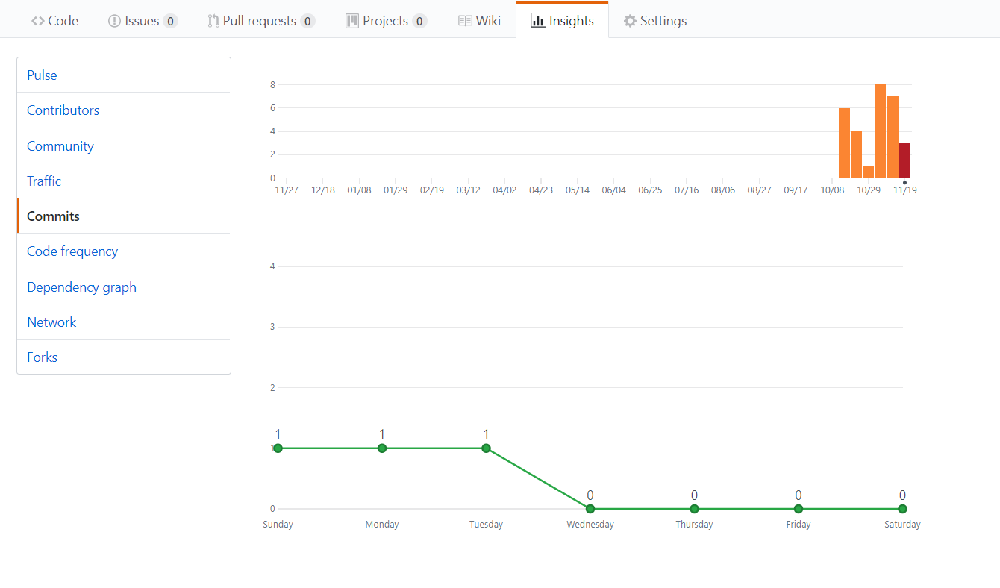 Code Issues 0 Pull requests 0 Projects 0 Wiki Insights Settings
Pulse
Contributors
Community
Traffic
Commits
Code frequency
Dependency graph
Network
Forks
8
6
4
2
0
11/27 12/18 01/08 01/29 02/19 03/12 04/02 04/23 05/14 06/04 06/25 07/16 08/06 08/27 09/17 10/08 10/29 11/19
4
3
2
1 1 1
1
0 0 0 0
0
Sunday Monday Tuesday Wednesday Thursday Friday Saturday